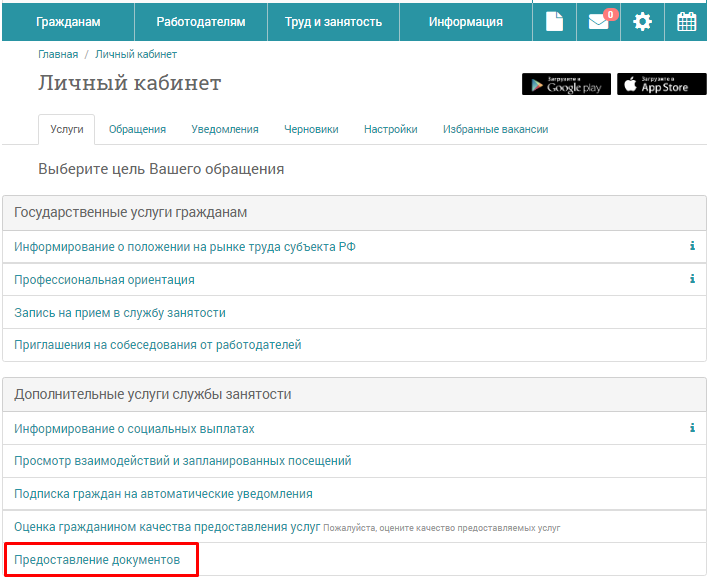 Гражданам Работодателям Труд и занятость Информация 0
Главная / Личный кабинет
Личный кабинет
Загрузите в Google play
Загрузите в App Store
Услуги Обращения Уведомления Черновики Настройки Избранные вакансии
Выберите цель Вашего обращения
Государственные услуги гражданам
Информирование о положении на рынке труда субъекта РФ
Профессиональная ориентация
Запись на прием в службу занятости
Приглашения на собеседования от работодателей
Дополнительные услуги службы занятости
Информирование о социальных выплатах
Просмотр взаимодействий и запланированных посещений
Подписка граждан на автоматические уведомления
Оценка гражданином качества предоставления услуг Пожалуйста, оцените качество предоставляемых услуг
Предоставление документов